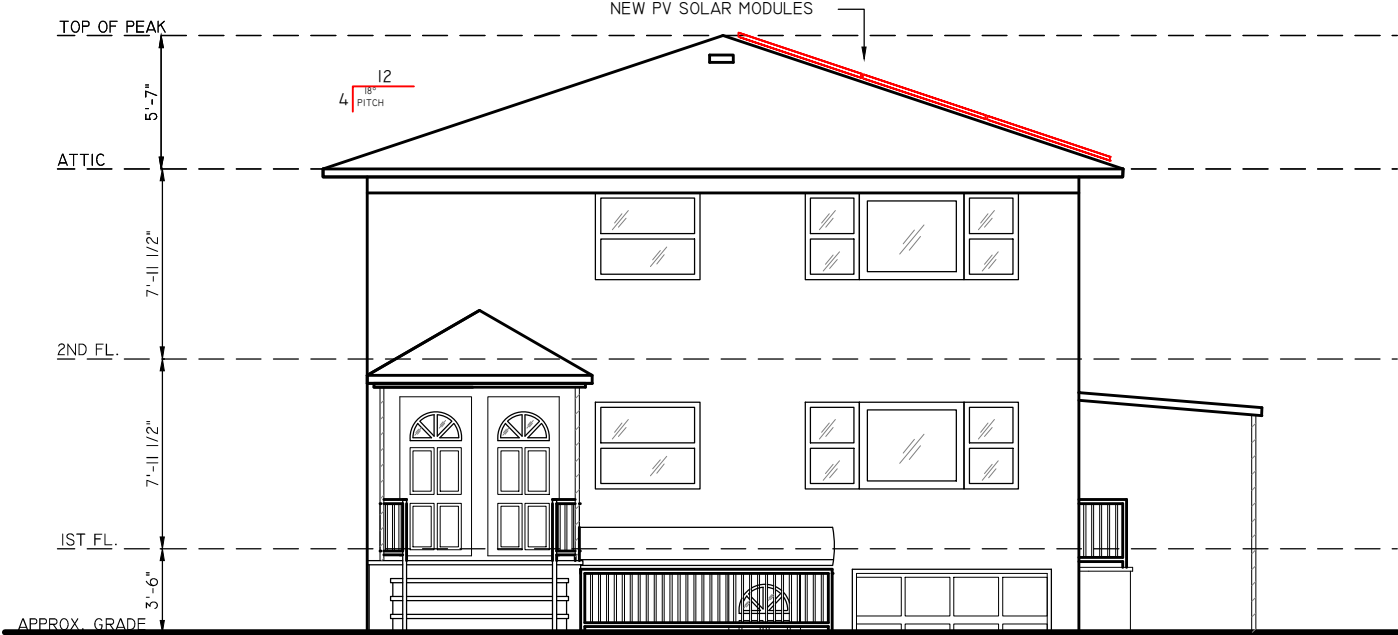 NEW PV SOLAR MODULES
TOP OF PEAK
12
4
18°
PITCH
5'-7"
ATTIC
7'-11 1/2"
2ND FL.
7'-11 1/2"
1ST FL.
3'-6"
APPROX. GRADE